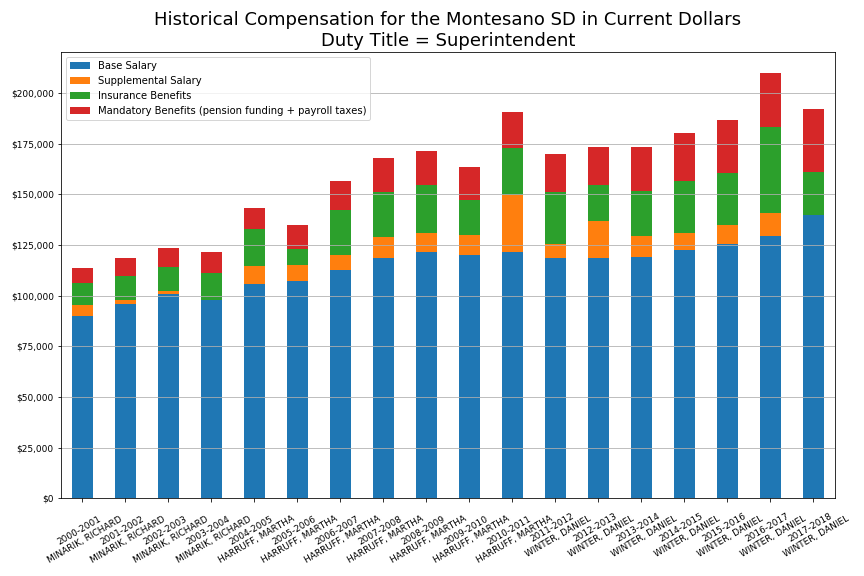 Historical Compensation for the Montesano SD in Current Dollars
Duty Title = Superintendent
Base Salary
Supplemental Salary
Insurance Benefits
Mandatory Benefits (pension funding + payroll taxes)
$200,000
$175,000
$150,000
$125,000
$100,000
$75,000
$50,000
$25,000
$0
2000-2001
MINARIK, RICHARD
2001-2002
MINARIK, RICHARD
2002-2003
MINARIK, RICHARD
2003-2004
MINARIK, RICHARD
2004-2005
HARRUFF, MARTHA
2005-2006
HARRUFF, MARTHA
2006-2007
HARRUFF, MARTHA
2007-2008
HARRUFF, MARTHA
2008-2009
HARRUFF, MARTHA
2009-2010
HARRUFF, MARTHA
2010-2011
HARRUFF, MARTHA
2011-2012
WINTER, DANIEL
2012-2013
WINTER, DANIEL
2013-2014
WINTER, DANIEL
2014-2015
WINTER, DANIEL
2015-2016
WINTER, DANIEL
2016-2017
WINTER, DANIEL
2017-2018
WINTER, DANIEL